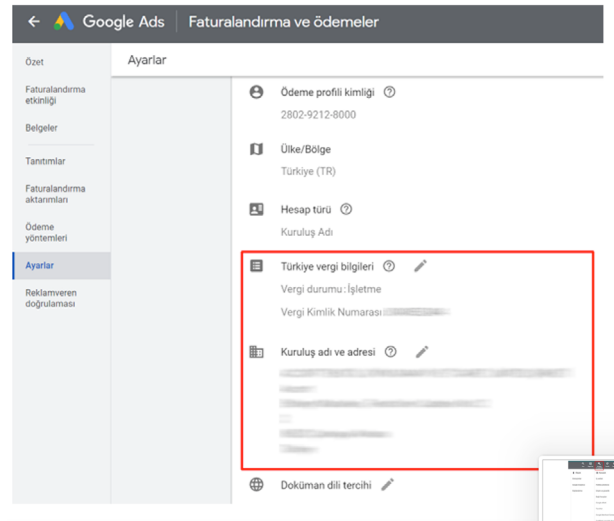 Google Ads Faturalandırma ve ödemeler
Özet
Faturalandırma
etkinliği
Belgeler
Tanıtımlar
Faturalandırma
aktarımları
Ödeme
yöntemleri
Ayarlar
Reklamveren
doğrulaması
Ayarlar
Ödeme profili kimliği
2802-9212-8000
Ülke/Bölge
Türkiye (TR)
Hesap türü
Kuruluş Adı
Türkiye vergi bilgileri
Vergi durumu: İşletme
Vergi Kimlik Numarası
Kuruluş adı ve adresi
Doküman dili tercihi